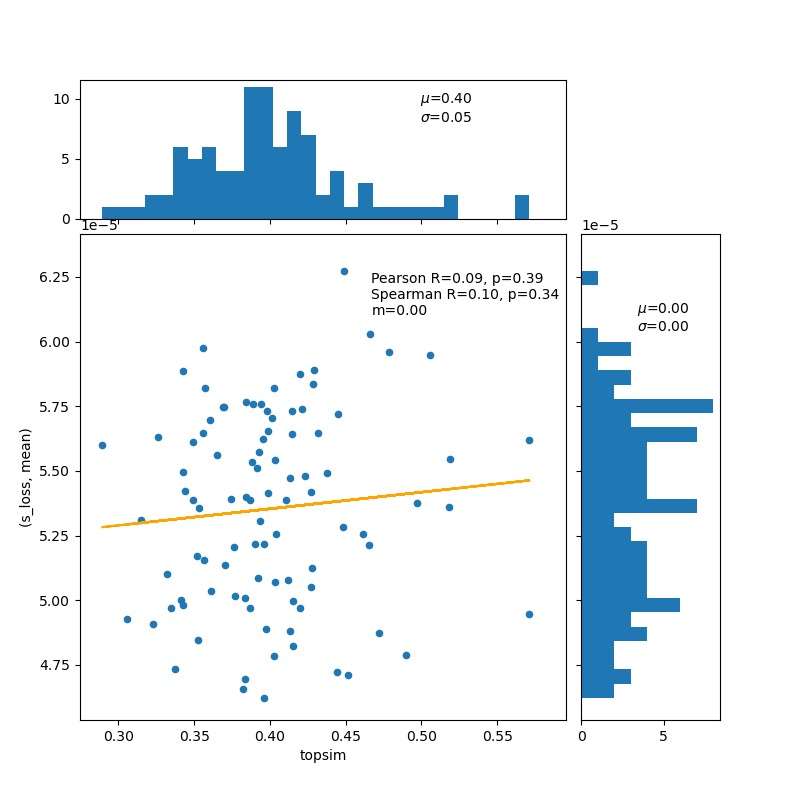 10
5
0
μ=0.40
σ=0.05
1e−5
1e−5
6.25
6.00
5.75
5.50
5.25
5.00
4.75
(s_loss, mean)
Pearson R=0.09, p=0.39
Spearman R=0.10, p=0.34
m=0.00
μ=0.00
σ=0.00
0.30 0.35 0.40 0.45 0.50 0.55
topsim
0 5